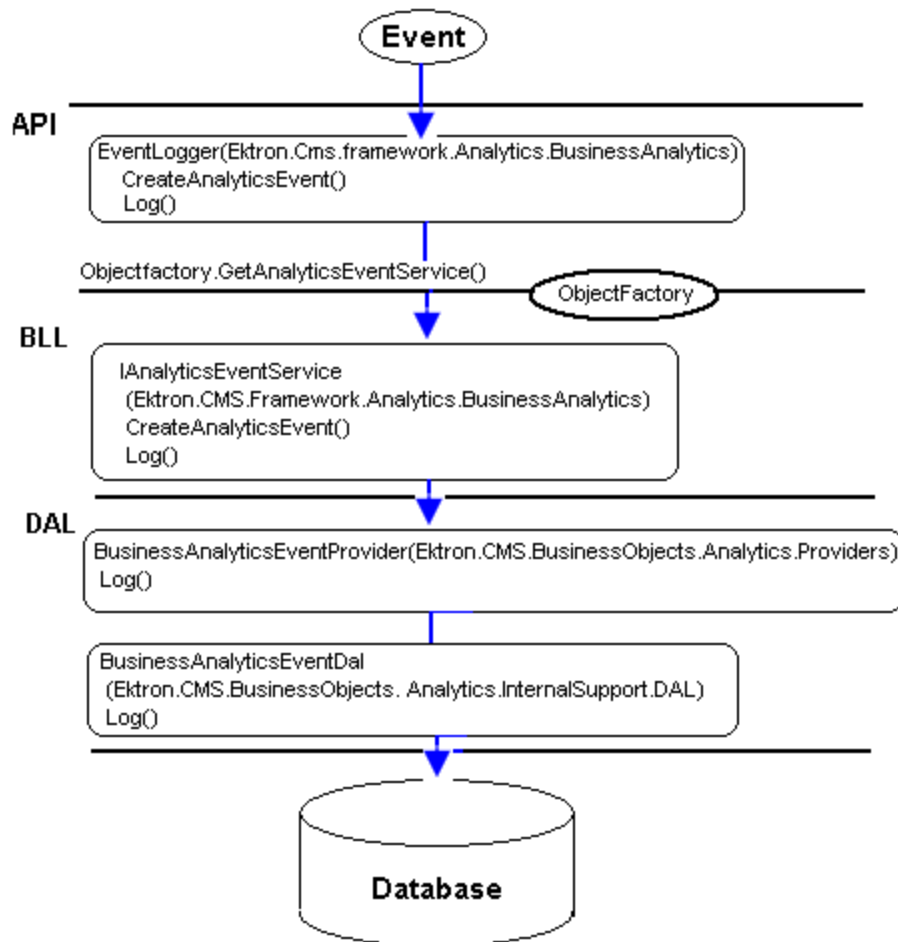 Event
API
EventLogger(Ektron.Cms.framework.Analytics.BusinessAnalytics)
CreateAnalyticsEvent()
Log()
Objectfactory.GetAnalyticsEventService()
ObjectFactory
BLL
IAnalyticsEventService
(Ektron.CMS.Framework.Analytics.BusinessAnalytics)
CreateAnalyticsEvent()
Log()
DAL
BusinessAnalyticsEventProvider(Ektron.CMS.BusinessObjects.Analytics.Providers)
Log()
BusinessAnalyticsEventDal
(Ektron.CMS.BusinessObjects. Analytics.InternalSupport.DAL)
Log()
Database